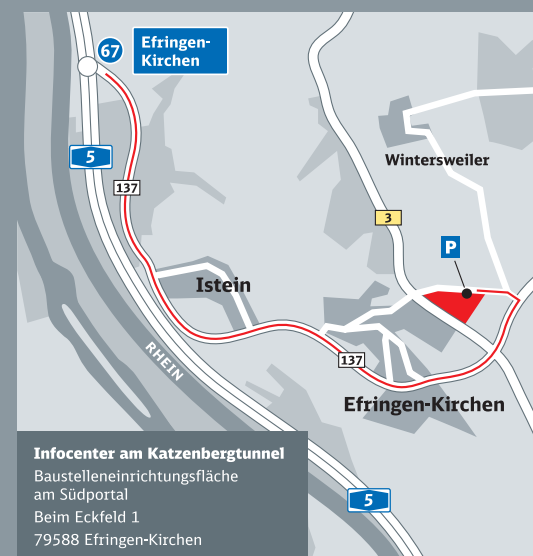 67
Efringen-
Kirchen
5
137
Wintersweiler
3
P
Istein
RHEIN
137
Efringen-Kirchen
5
Infocenter am Katzenbergtunnel
Baustelleneinrichtungsfläche
am Südportal
Beim Eckfeld 1
79588 Efringen-Kirchen